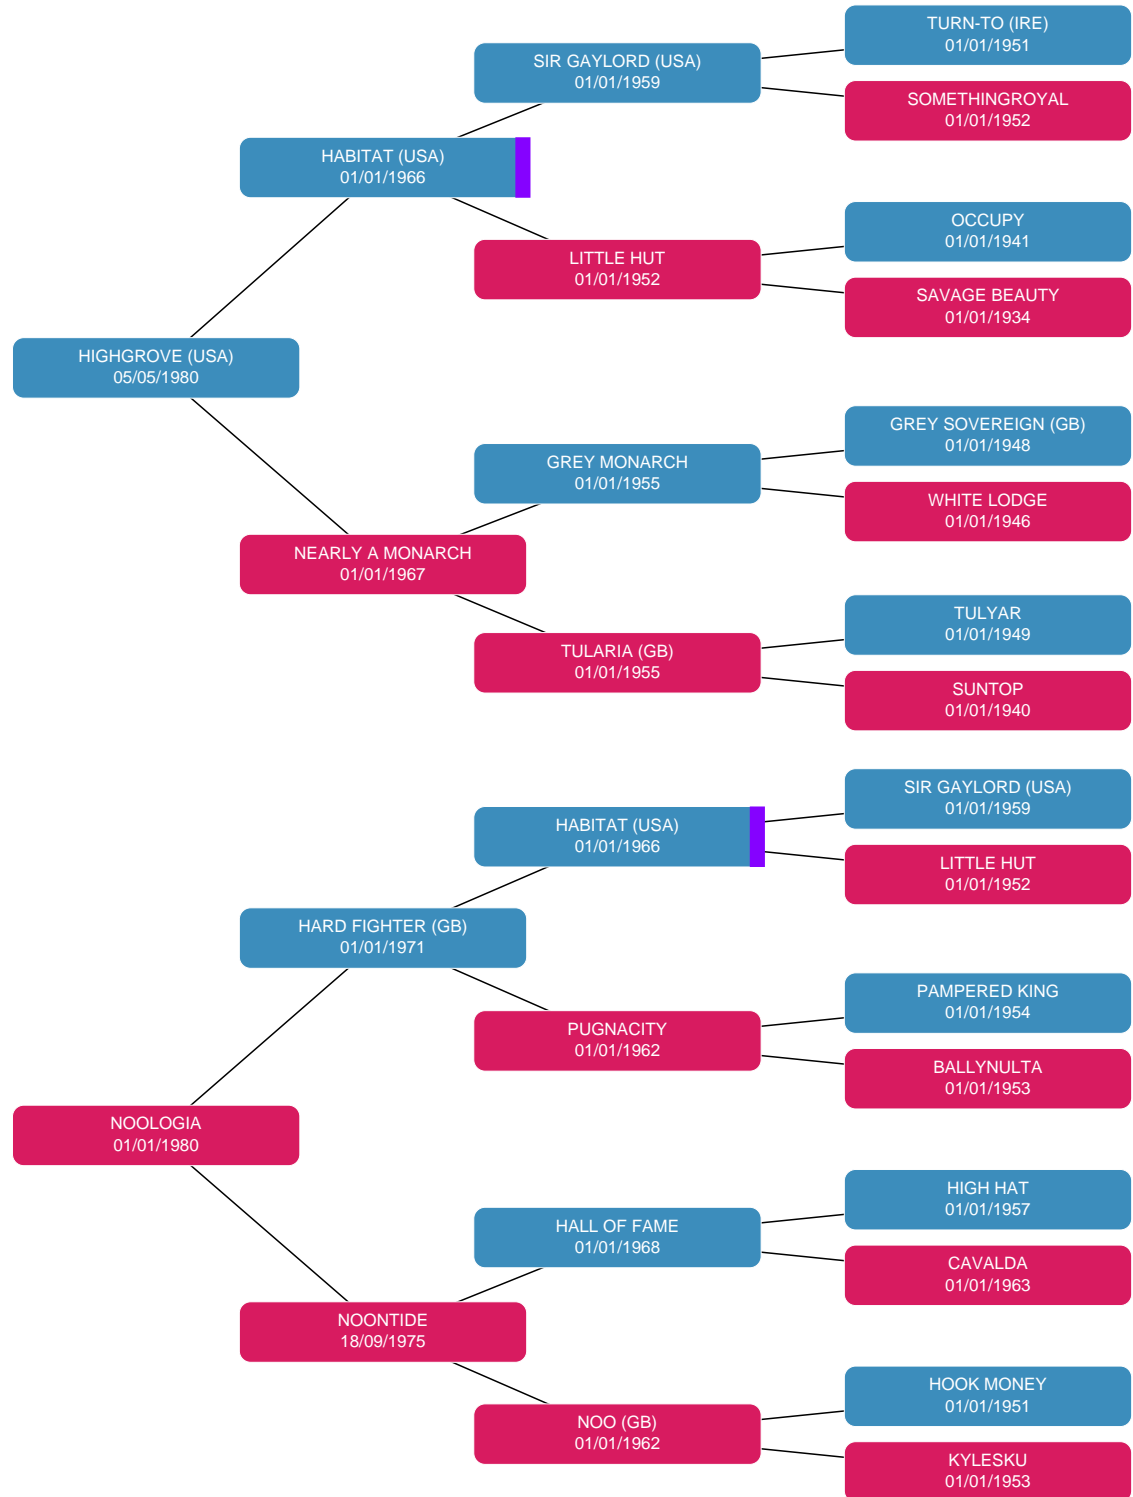 TURN-TO (IRE)
01/01/1951
SIR GAYLORD (USA)
01/01/1959
SOMETHINGROYAL
01/01/1952
HABITAT (USA)
01/01/1966
OCCUPY
01/01/1941
LITTLE HUT
01/01/1952
SAVAGE BEAUTY
01/01/1934
HIGHGROVE (USA)
05/05/1980
GREY SOVEREIGN (GB)
01/01/1948
GREY MONARCH
01/01/1955
WHITE LODGE
01/01/1946
NEARLY A MONARCH
01/01/1967
TULYAR
01/01/1949
TULARIA (GB)
01/01/1955
SUNTOP
01/01/1940
SIR GAYLORD (USA)
01/01/1959
HABITAT (USA)
01/01/1966
LITTLE HUT
01/01/1952
HARD FIGHTER (GB)
01/01/1971
PAMPERED KING
01/01/1954
PUGNACITY
01/01/1962
BALLYNULTA
01/01/1953
NOOLOGIA
01/01/1980
HIGH HAT
01/01/1957
HALL OF FAME
01/01/1968
CAVALDA
01/01/1963
NOONTIDE
18/09/1975
HOOK MONEY
01/01/1951
NOO (GB)
01/01/1962
KYLESKU
01/01/1953